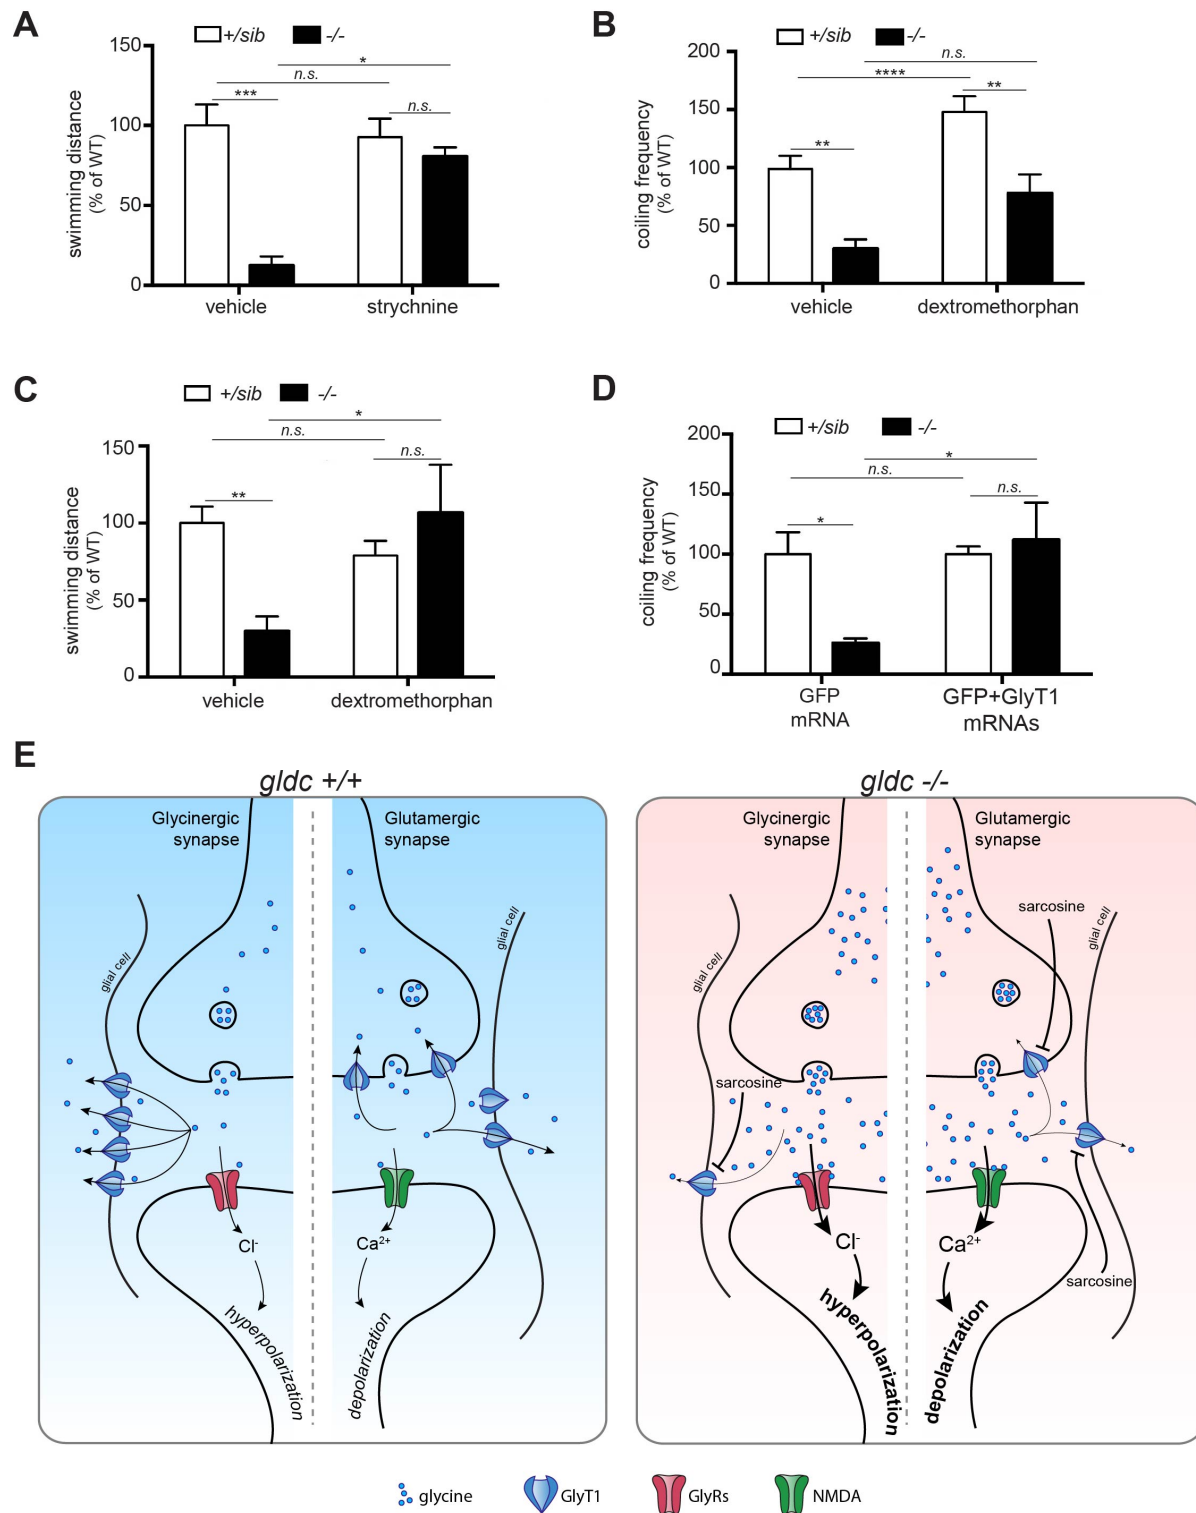 A
+/sib
-/-
150
100
50
0
swimming distance
(% of WT)
*
n.s.
***
n.s.
vehicle
strychnine
B
+/sib
-/-
200
150
100
50
0
coiling frequency
(% of WT)
n.s.
****
**
**
vehicle
dextromethorphan
C
+/sib
-/-
150
100
50
0
swimming distance
(% of WT)
*
n.s.
n.s.
**
vehicle
dextromethorphan
D
+/sib
-/-
200
150
100
50
0
coiling frequency
(% of WT)
*
n.s.
n.s.
*
GFP
mRNA
GFP+GlyT1
mRNAs
E
gldc +/+
Glycinergic
synapse
Glutamergic
synapse
glial cell
glial cell
Cl⁻
Ca²⁺
hyperpolarization
depolarization
gldc -/-
Glycinergic
synapse
Glutamergic
synapse
sarcosine
glial cell
glial cell
sarcosine
Cl⁻
Ca²⁺
sarcosine
hyperpolarization
depolarization
glycine
GlyT1
GlyRs
NMDA